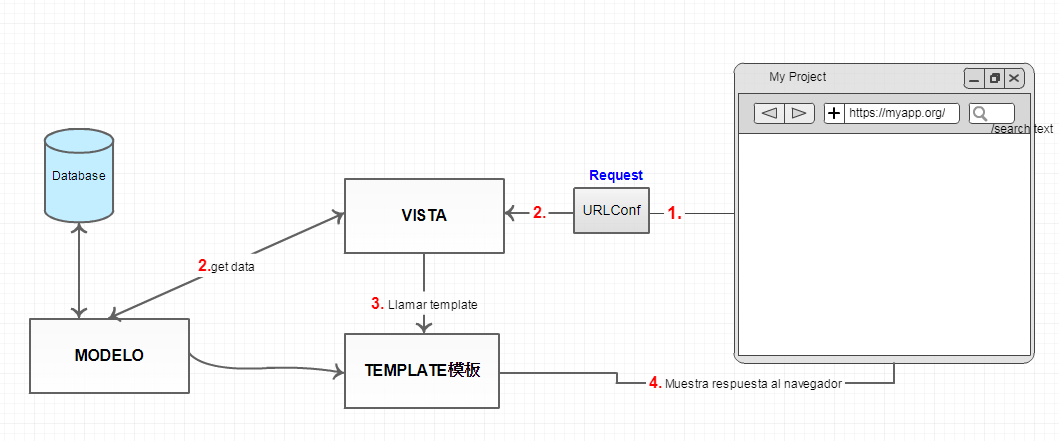 My Project
https://myapp.org/
/search text
Database
Request
URLConf
1.
2.
VISTA
2.get data
3. Llamar template
MODELO
TEMPLATE模板
4. Muestra respuesta al navegador